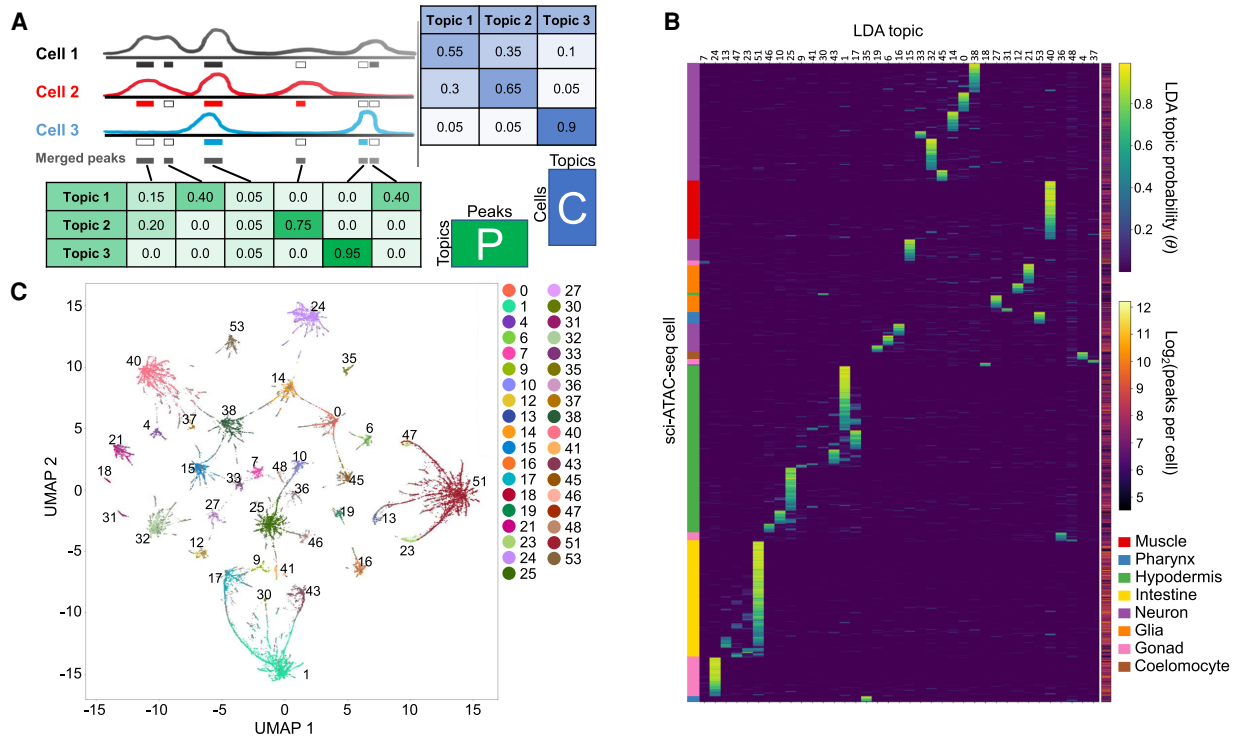 A
Cell 1
Cell 2
Cell 3
Merged peaks
Topic 1 Topic 2 Topic 3
0.55 0.35 0.1
0.3 0.65 0.05
0.05 0.05 0.9
Topic 1 0.15 0.40 0.05 0.0 0.0 0.40
Topic 2 0.20 0.0 0.05 0.75 0.0 0.0
Topic 3 0.0 0.0 0.05 0.0 0.95 0.0
Peaks
Topics
P
Topics
Cells
C
B
LDA topic
7 24 13 47 23 51 46 10 25 9 41 30 43 1 17 19 6 16 15 33 32 45 14 0 38 18 27 31 12 21 53 40 36 48 4 37
sci-ATAC-seq cell
LDA topic probability (θ)
0.8
0.6
0.4
0.2
Log2(peaks per cell)
12
11
10
9
8
7
6
5
4
Muscle
Pharynx
Hypodermis
Intestine
Neuron
Glia
Gonad
Coelomocyte
35
C
UMAP 2
15
10
5
0
-5
-10
-15
-15 -10 -5 0 5 10 15
UMAP 1
24
53
40
35
14
38
0
37
4
6
47
21
18
15
7
48
10
33
45
51
36
27
25
19
13
31
32
12
46
23
16
9
41
17
30
43
1
0 27
1 30
4 31
6 32
7 33
9 35
10 36
12 37
13 38
14 40
15 41
16 43
17 45
18 46
19 47
21 48
23 51
24 53
25